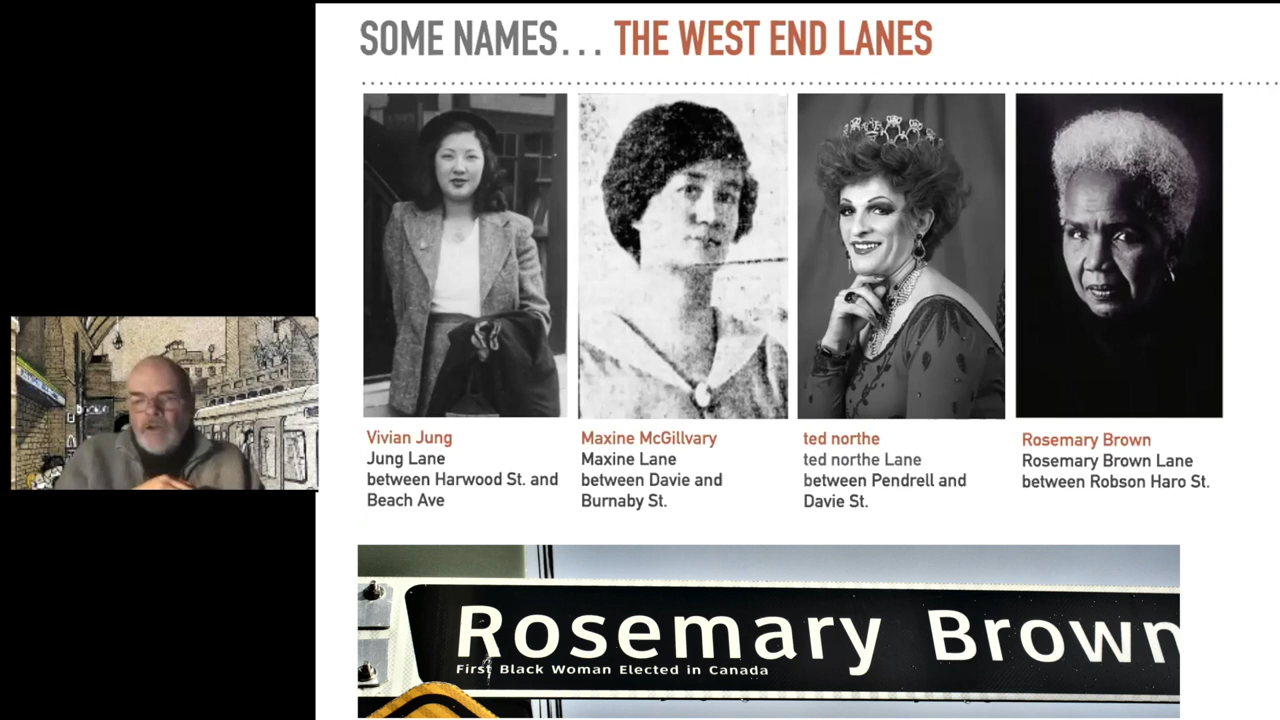 SOME NAMES... THE WEST END LANES
Vivian Jung
Jung Lane
between Harwood St. and
Beach Ave
Maxine McGillvary
Maxine Lane
between Davie and
Burnaby St.
ted northe
ted northe Lane
between Pendrell and
Davie St.
Rosemary Brown
Rosemary Brown Lane
between Robson Haro St.
Rosemary Brown
First Black Woman Elected in Canada